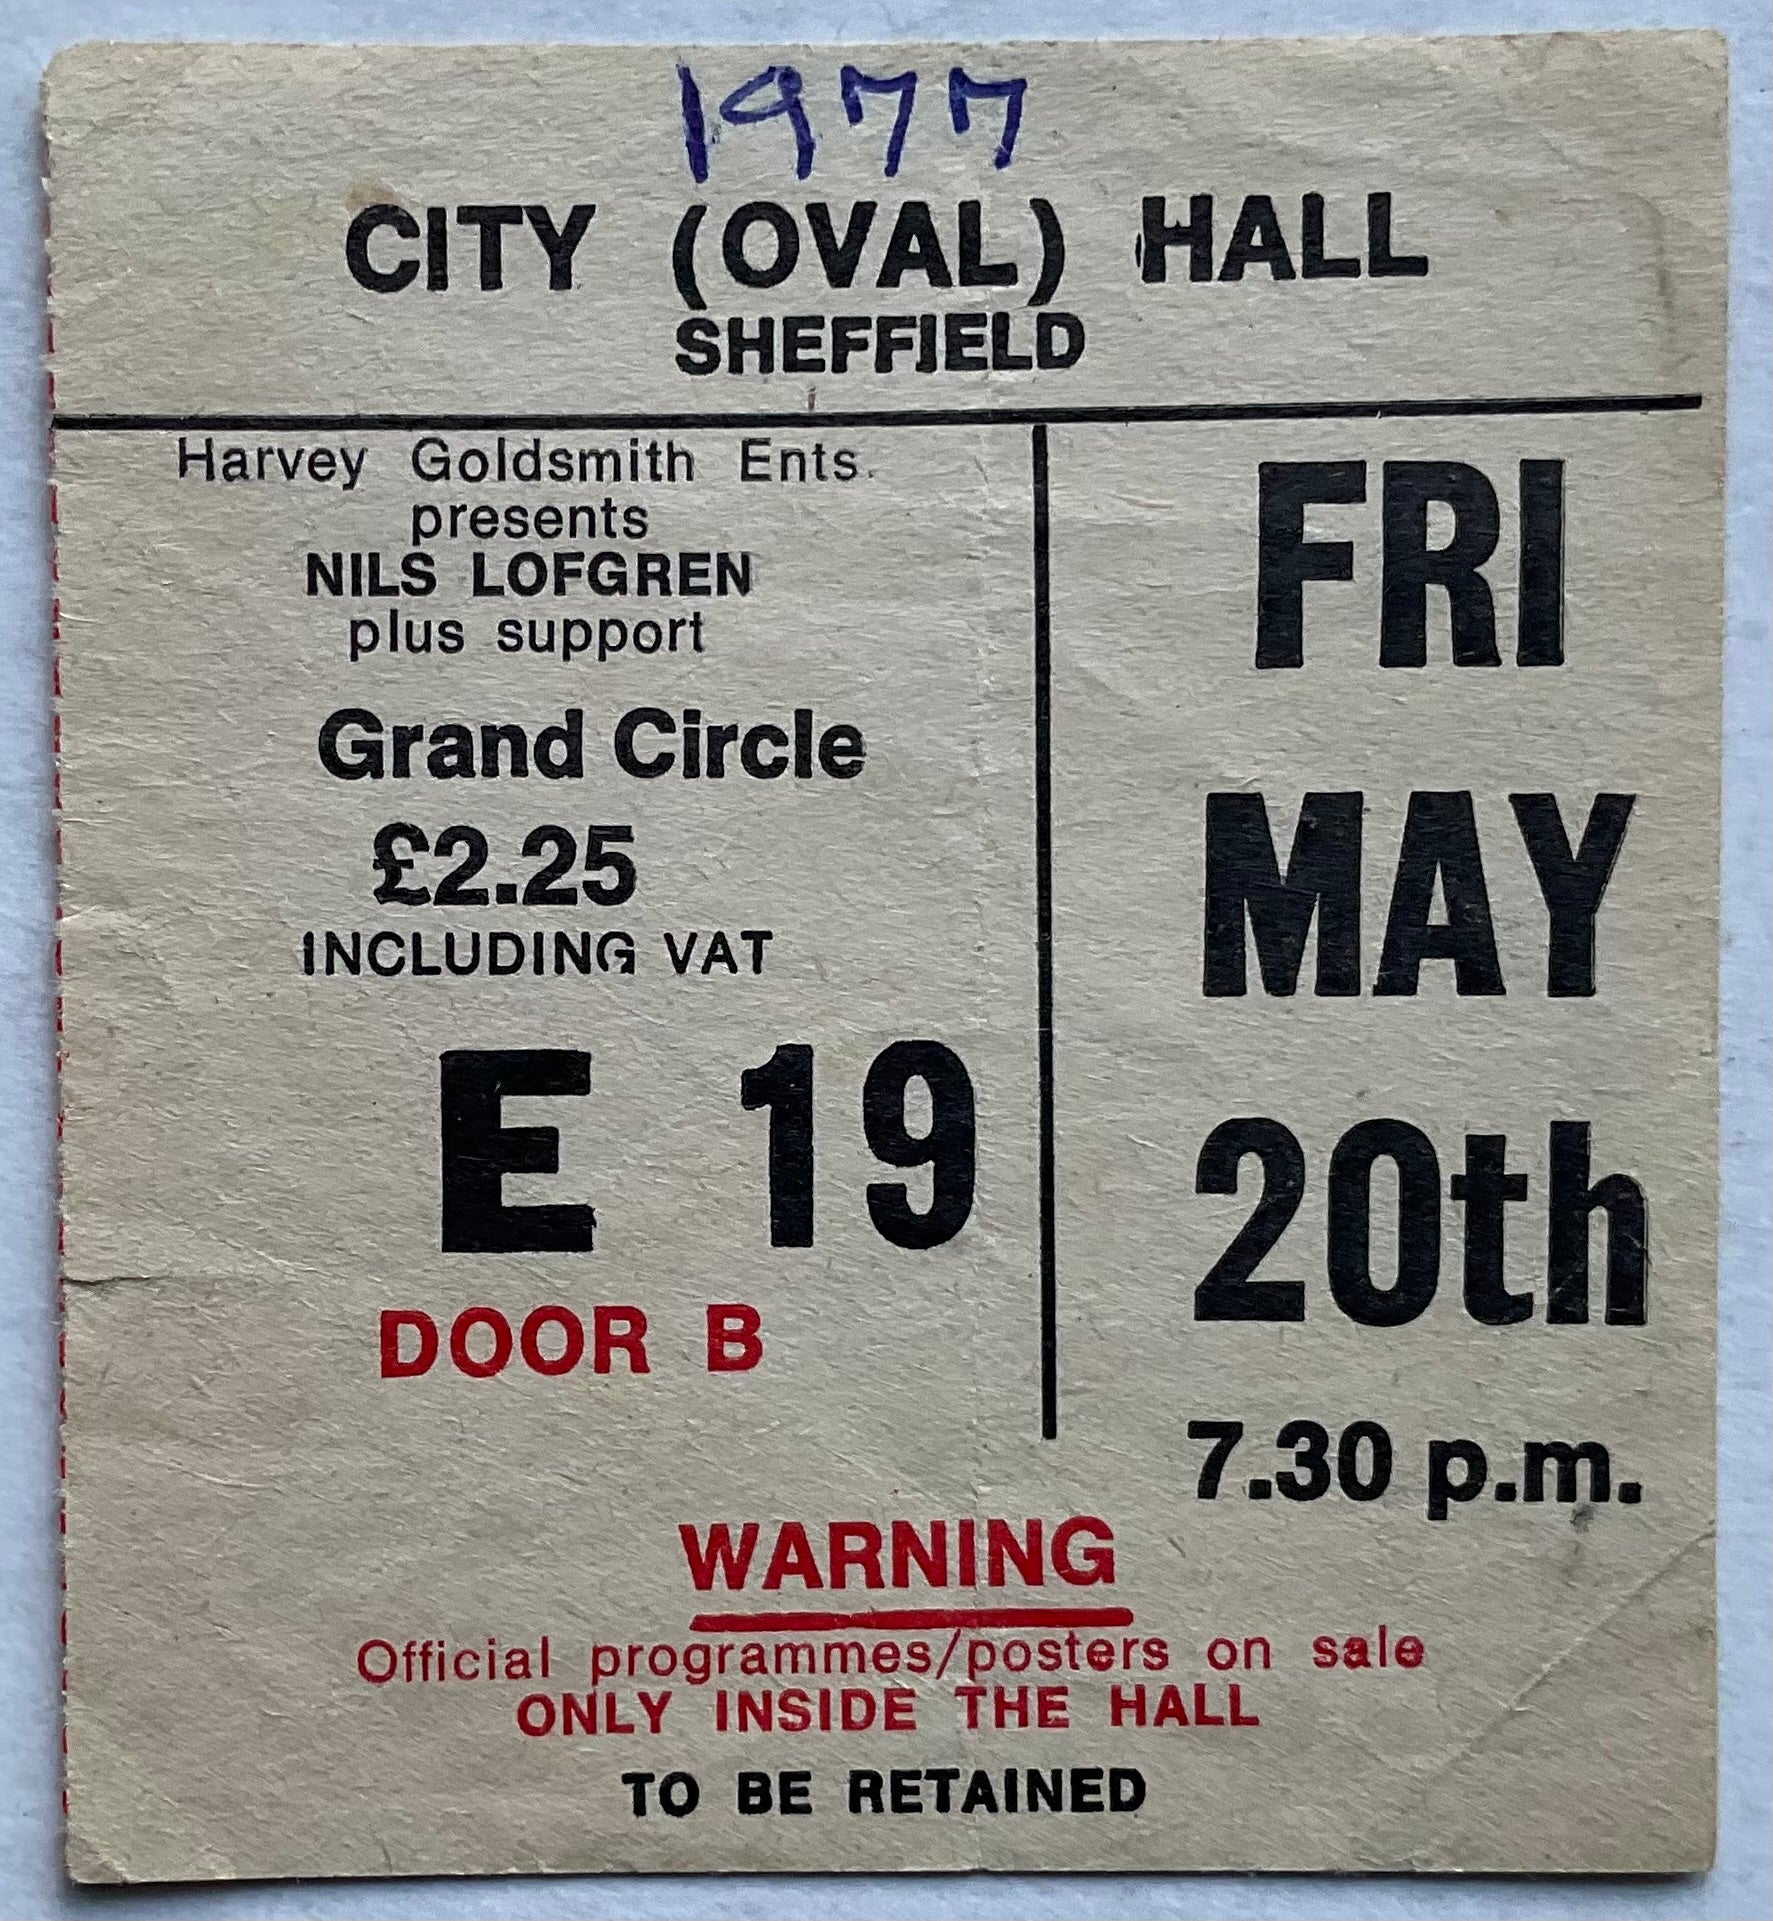 1977
CITY (OVAL) HALL
SHEFFIELD
Harvey Goldsmith Ents.
presents
NILS LOFGREN
plus support
Grand Circle
£2.25
INCLUDING VAT
E 19
DOOR B
FRI
MAY
20th
7.30 p.m.
WARNING
Official programmes/posters on sale
ONLY INSIDE THE HALL
TO BE RETAINED